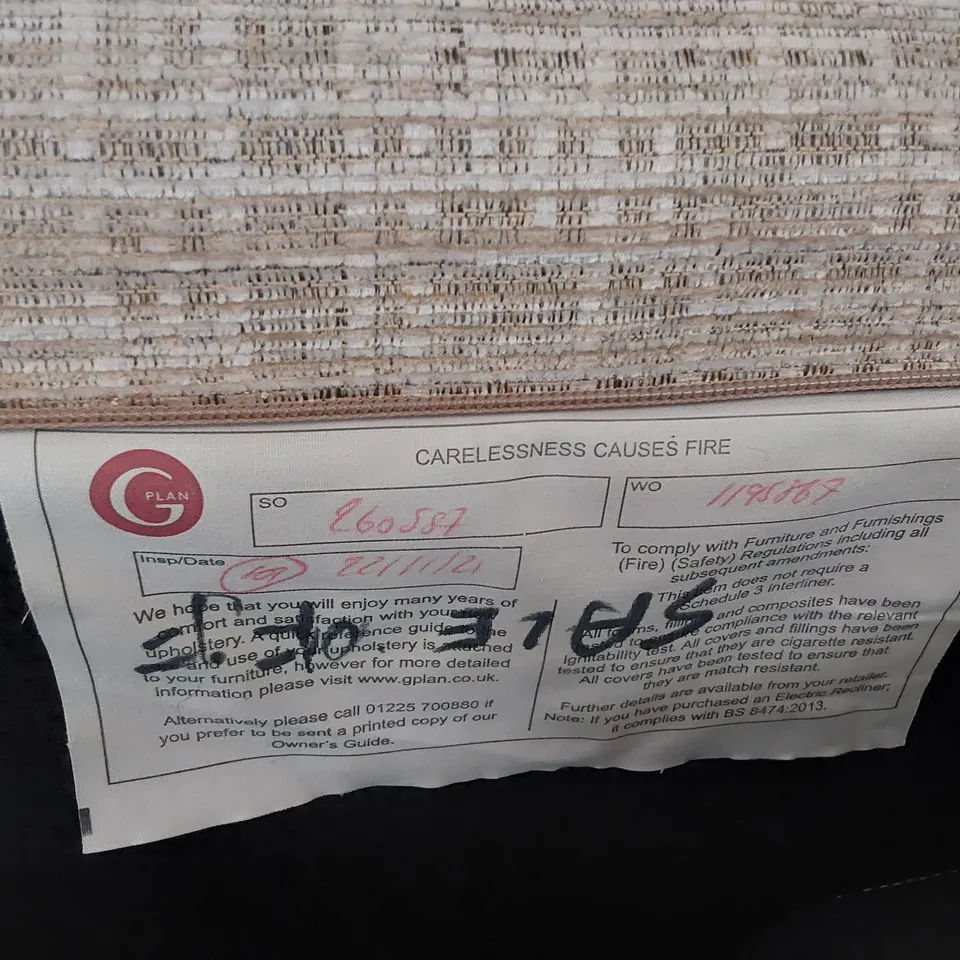 CARELESSNESS CAUSES FIRE
G PLAN
SO 260587
WO
Insp/Date 22/11/21
We hope that you will enjoy many years of
comfort and satisfaction with your
upholstery. A quick reference guide to the
and use of your upholstery is attached
to your furniture, however for more detailed
information please visit www.gplan.co.uk.
Alternatively please call 01225 700880 if
you prefer to be sent a printed copy of our
Owner's Guide.
To comply with Furniture and Furnishings
(Fire) (Safety) Regulations including all
subsequent amendments:
This item does not require a
Schedule 3 interliner.
All foams, fillings and composites have been
tested to ensure compliance with the relevant
ignitability test. All covers and fillings have been
tested to ensure that they are cigarette resistant.
All covers have been tested to ensure that
they are match resistant.
Further details are available from your retailer.
Note: If you have purchased an Electric Recliner;
it complies with BS 8474:2013.